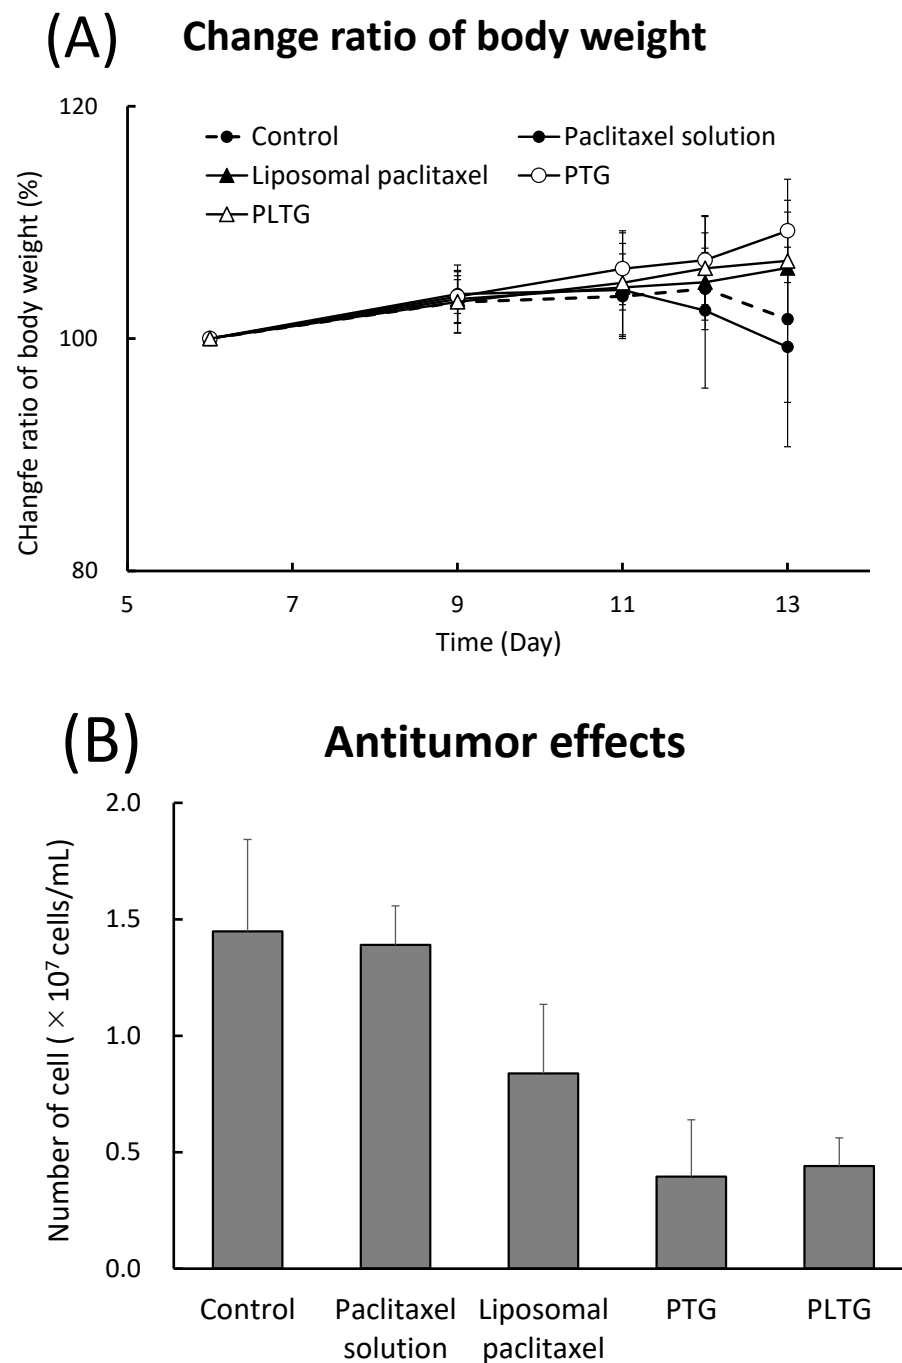 (A) Change ratio of body weight
120
Control Paclitaxel solution
Liposomal paclitaxel PTG
PLTG
CHangfe ratio of body weight (%)
100
80
5 7 9 11 13
Time (Day)
(B) Antitumor effects
2.0
Number of cell ( × 10⁷ cells/mL)
1.5
1.0
0.5
0.0
Control Paclitaxel Liposomal PTG PLTG
solution paclitaxel